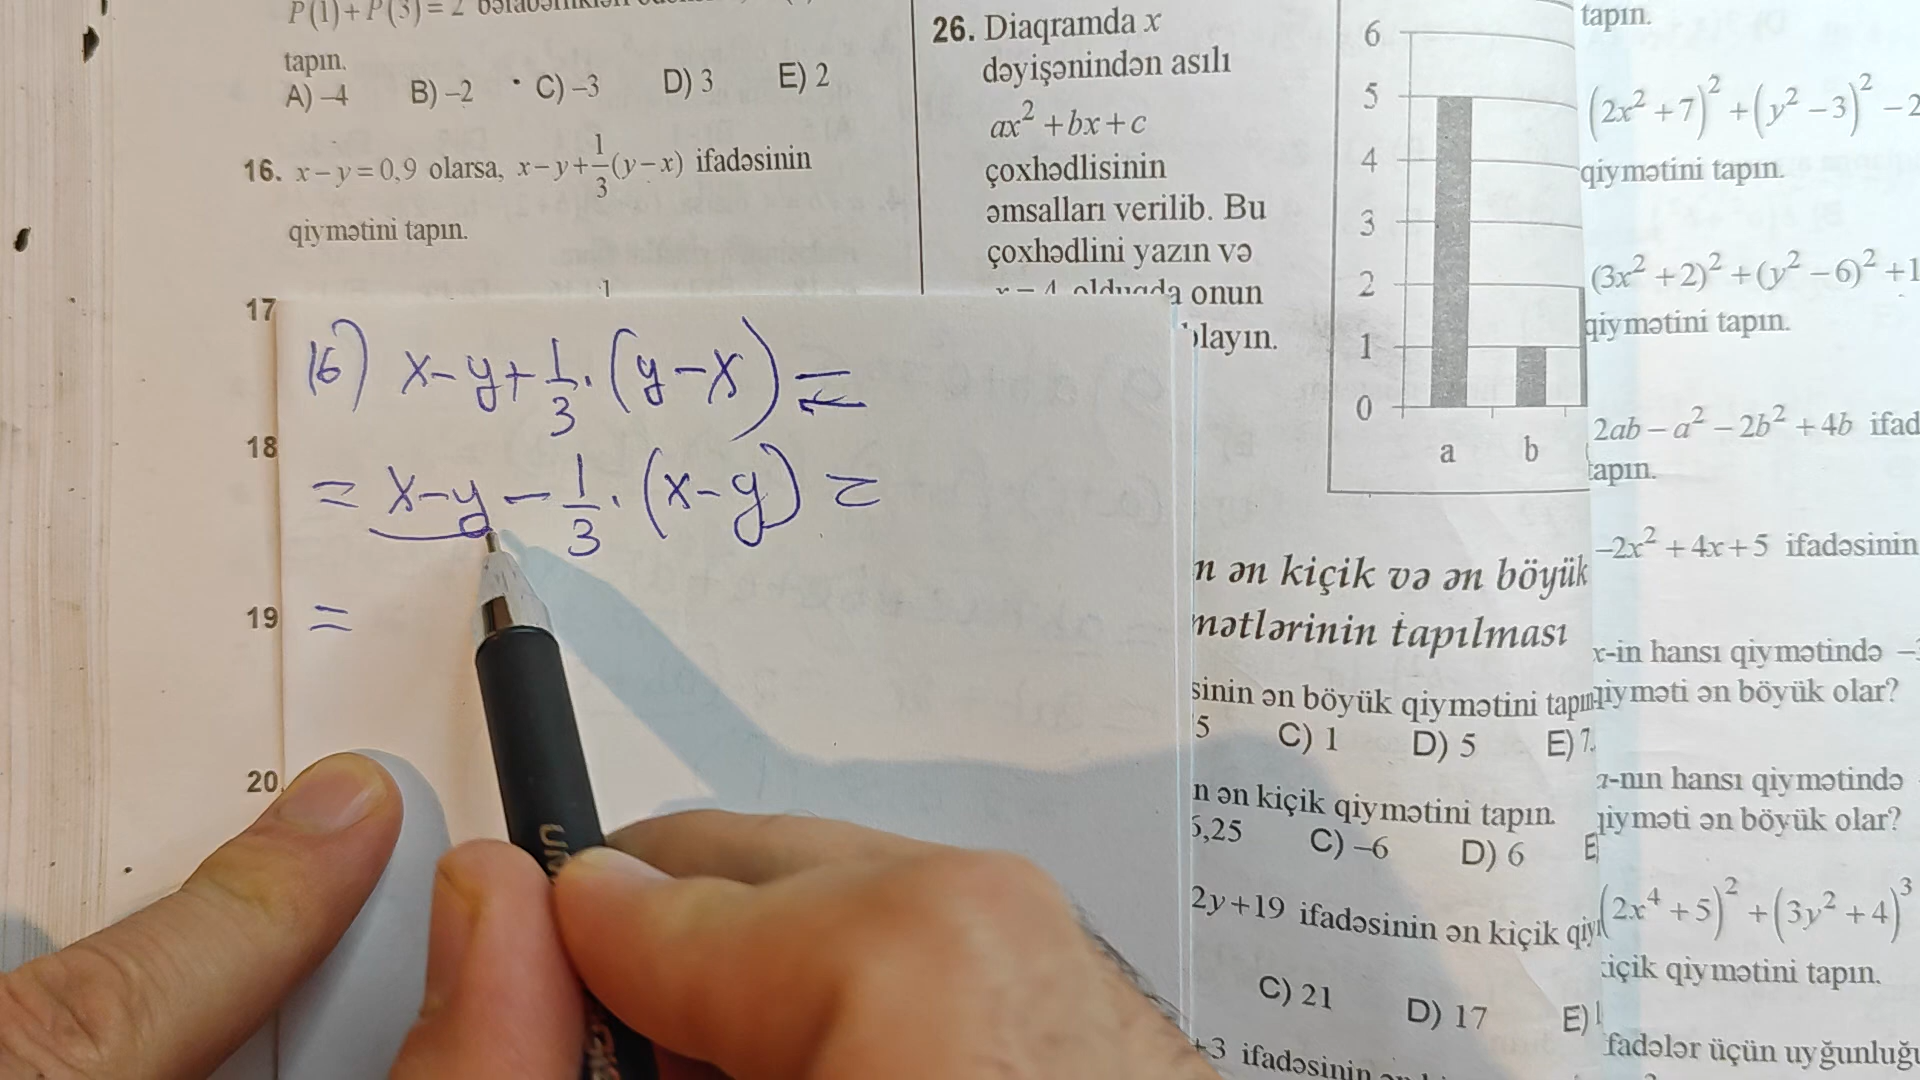 P(1)+P(3)=2
tapın.
A) –4 B) –2 C) –3 D) 3 E) 2
16. x–y=0,9 olarsa, x–y+1/3(y–x) ifadəsinin
qiymətini tapın.
17
18
19
20.
16) x-y+1/3·(y-x)=
= x-y-1/3·(x-y)=
=
26. Diaqramda x
dəyişənindən asılı
ax²+bx+c
çoxhədlisinin
əmsalları verilib. Bu
çoxhədlini yazın və
onun
layın.
6
5
4
3
2
1
0
a b
n ən kiçik və ən böyük
mətlərinin tapılması
sinin ən böyük qiymətini tapın
5 C) 1 D) 5 E) 7
n ən kiçik qiymətini tapın.
5,25 C) –6 D) 6 E
2y+19 ifadəsinin ən kiçik qiy
C) 21 D) 17 E)
+3 ifadəsinin
tapın.
(2x²+7)²+(y²–3)²–2
qiymətini tapın.
(3x²+2)²+(y²–6)²+1
qiymətini tapın.
2ab–a²–2b²+4b ifad
tapın.
–2x²+4x+5 ifadəsinin
x-in hansı qiymətində –
qiyməti ən böyük olar?
-nın hansı qiymətində
qiyməti ən böyük olar?
(2x⁴+5)²+(3y²+4)³
kiçik qiymətini tapın.
fadələr üçün uyğunluğu